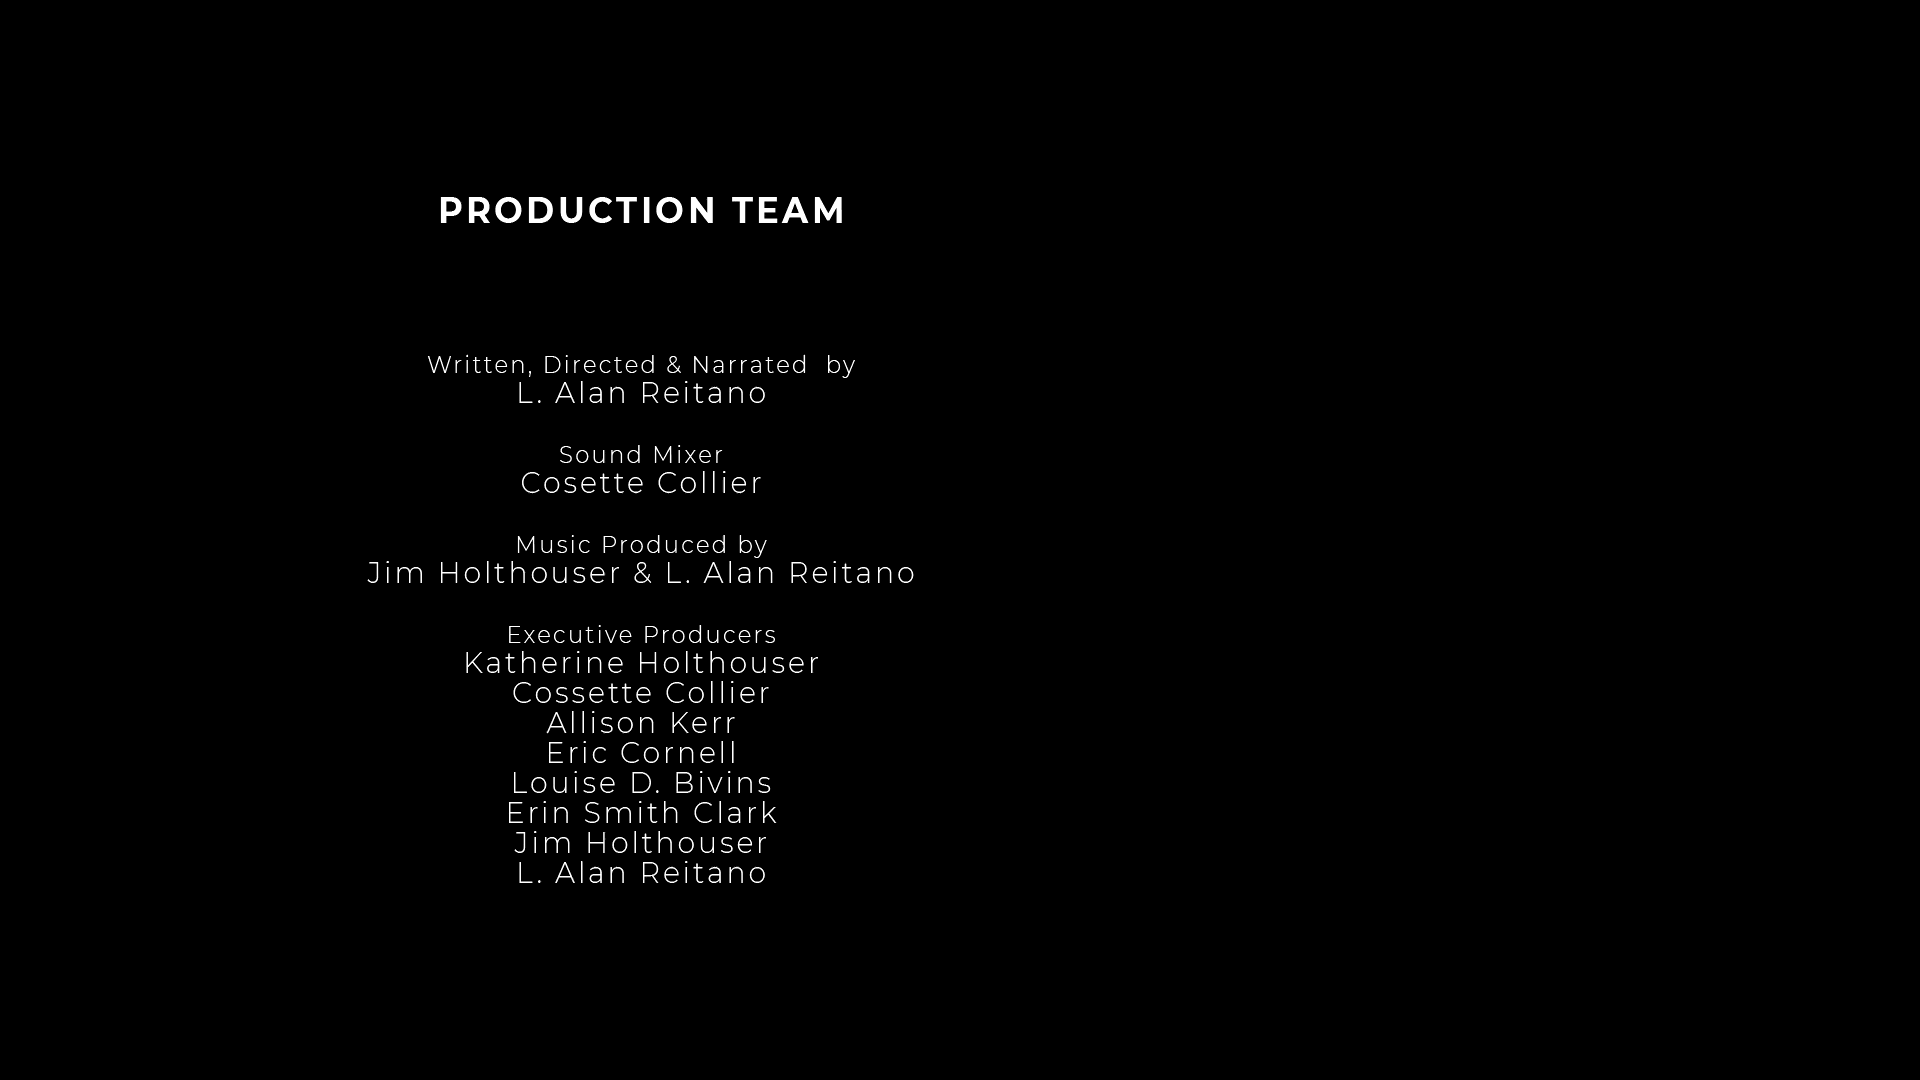 PRODUCTION TEAM
Written, Directed & Narrated  by
L. Alan Reitano
Sound Mixer
Cosette Collier
Music Produced by
Jim Holthouser & L. Alan Reitano
Executive Producers
Katherine Holthouser
Cossette Collier
Allison Kerr
Eric Cornell
Louise D. Bivins
Erin Smith Clark
Jim Holthouser
L. Alan Reitano